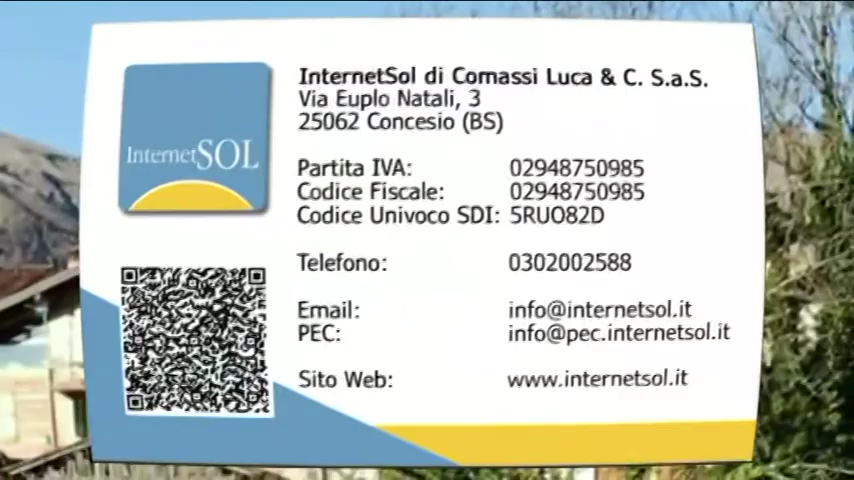 InternetSOL
InternetSol di Comassi Luca & C. S.a.S.
Via Euplo Natali, 3
25062 Concesio (BS)
Partita IVA: 02948750985
Codice Fiscale: 02948750985
Codice Univoco SDI: 5RUO82D
Telefono: 0302002588
Email: info@internetsol.it
PEC: info@pec.internetsol.it
Sito Web: www.internetsol.it